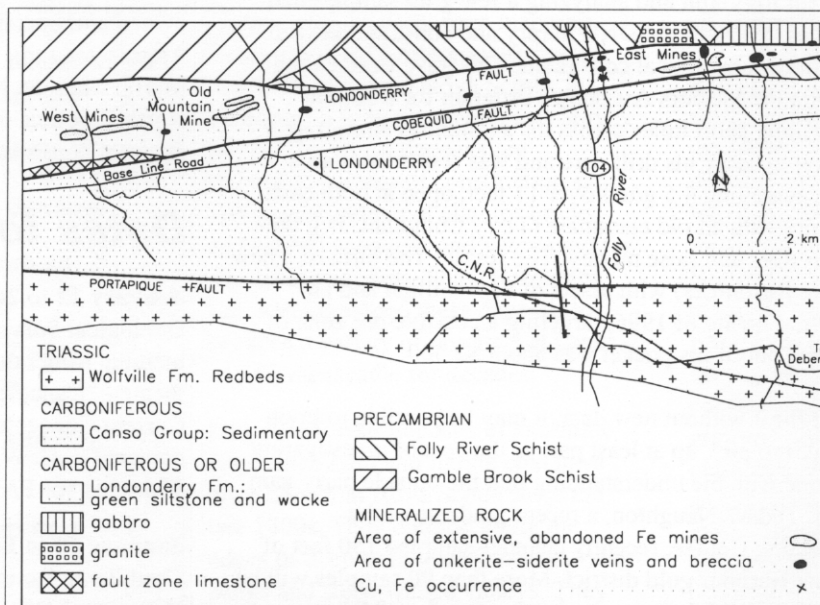 East Mines
Old
Mountain
Mine
LONDONDERRY FAULT
West Mines
COBEQUID FAULT
Base Line Road
LONDONDERRY
104
N
Folly River
0 2 km
C.N.R.
PORTAPIQUE FAULT
T
Deber
TRIASSIC
Wolfville Fm. Redbeds
CARBONIFEROUS
Canso Group: Sedimentary
CARBONIFEROUS OR OLDER
Londonderry Fm.:
green siltstone and wacke
gabbro
granite
fault zone limestone
PRECAMBRIAN
Folly River Schist
Gamble Brook Schist
MINERALIZED ROCK
Area of extensive, abandoned Fe mines . . .
Area of ankerite-siderite veins and breccia . .
Cu, Fe occurrence . . . . . . . . . . . . . . . .